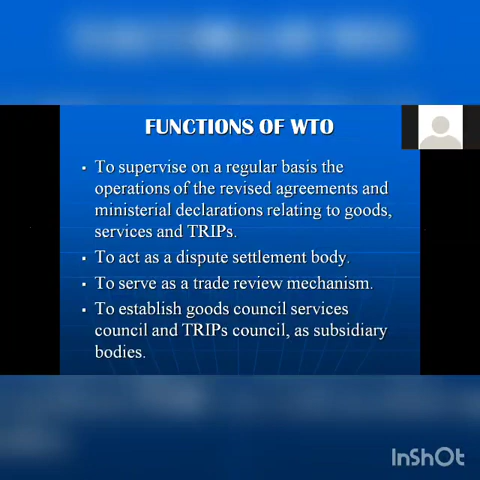 FUNCTIONS OF WTO
▪ To supervise on a regular basis the
operations of the revised agreements and
ministerial declarations relating to goods,
services and TRIPs.
▪ To act as a dispute settlement body.
▪ To serve as a trade review mechanism.
▪ To establish goods council services
council and TRIPs council, as subsidiary
bodies.
InShOt